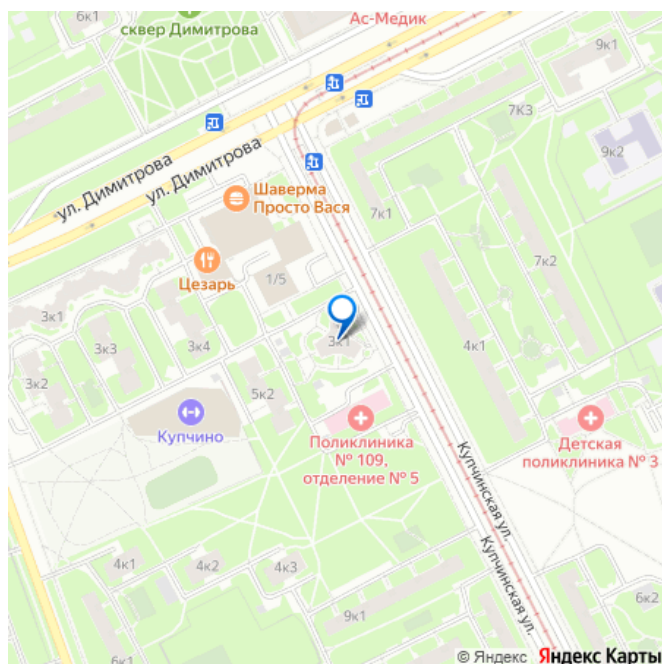 6к1
сквер Димитрова
Ас-Медик
9к1
7К3
9к2
ул. Димитрова
ул. Димитрова
Шаверма
Просто Вася
7к1
7к2
Цезарь
1/5
3к1
3к3
3к4
3к1
4к1
3к2
5к2
Купчино
Поликлиника
№ 109,
отделение № 5
Детская
поликлиника № 3
Купчинская ул.
Купчинская ул.
4к1
4к2
4к3
9к1
6к2
© Яндекс Яндекс Карты